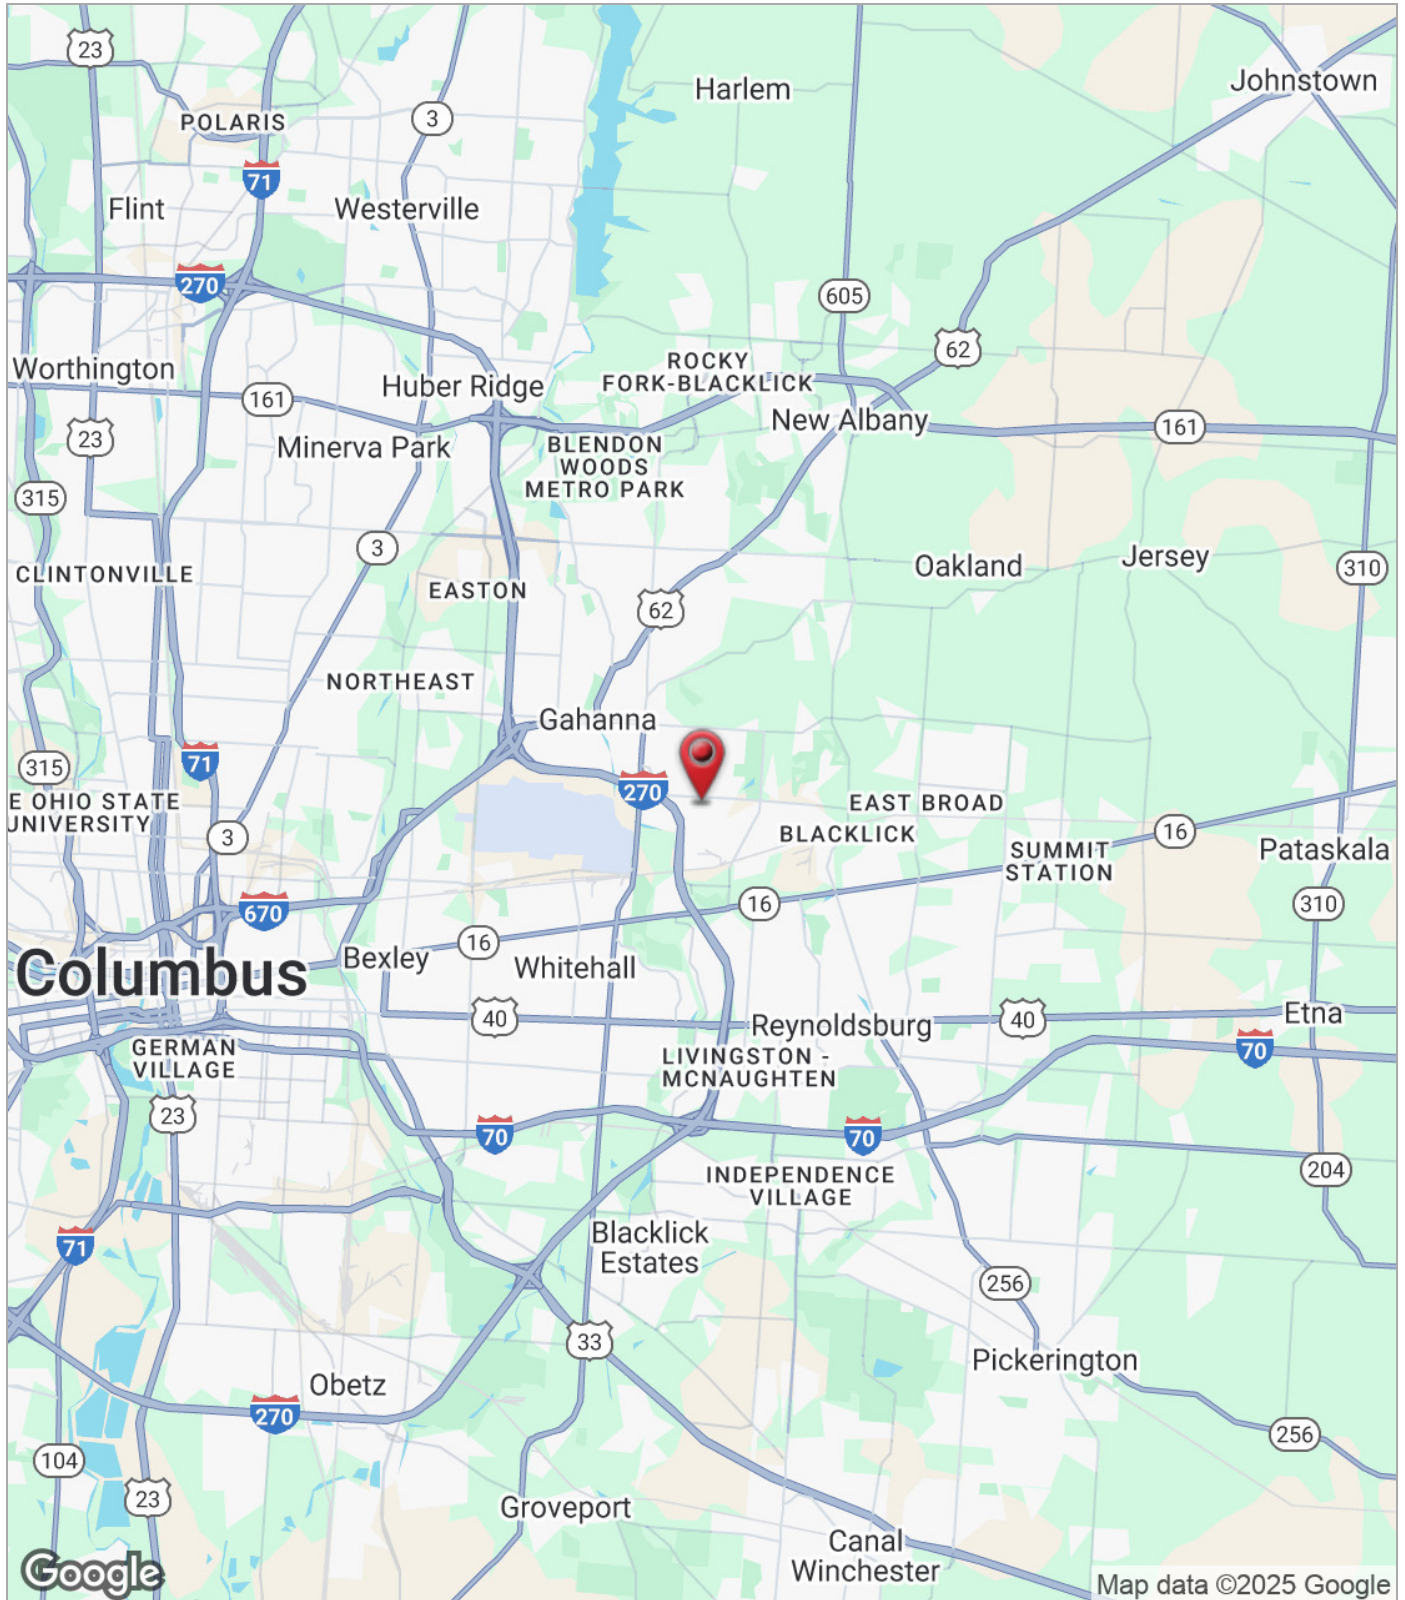 23
Harlem
Johnstown
POLARIS
3
71
Flint
Westerville
270
605
62
Worthington
161
Huber Ridge
ROCKY
FORK-BLACKLICK
New Albany
161
23
Minerva Park
BLENDON
WOODS
METRO PARK
315
3
CLINTONVILLE
EASTON
Oakland
Jersey
310
62
NORTHEAST
Gahanna
315
71
270
E OHIO STATE
UNIVERSITY
3
EAST BROAD
BLACKLICK
16
SUMMIT
STATION
Pataskala
670
16
310
Columbus
Bexley
16
Whitehall
40
Reynoldsburg
40
Etna
GERMAN
VILLAGE
LIVINGSTON -
MCNAUGHTEN
70
23
70
70
INDEPENDENCE
VILLAGE
204
71
Blacklick
Estates
256
33
Pickerington
Obetz
270
256
104
23
Groveport
Canal
Winchester
Google
Map data ©2025 Google